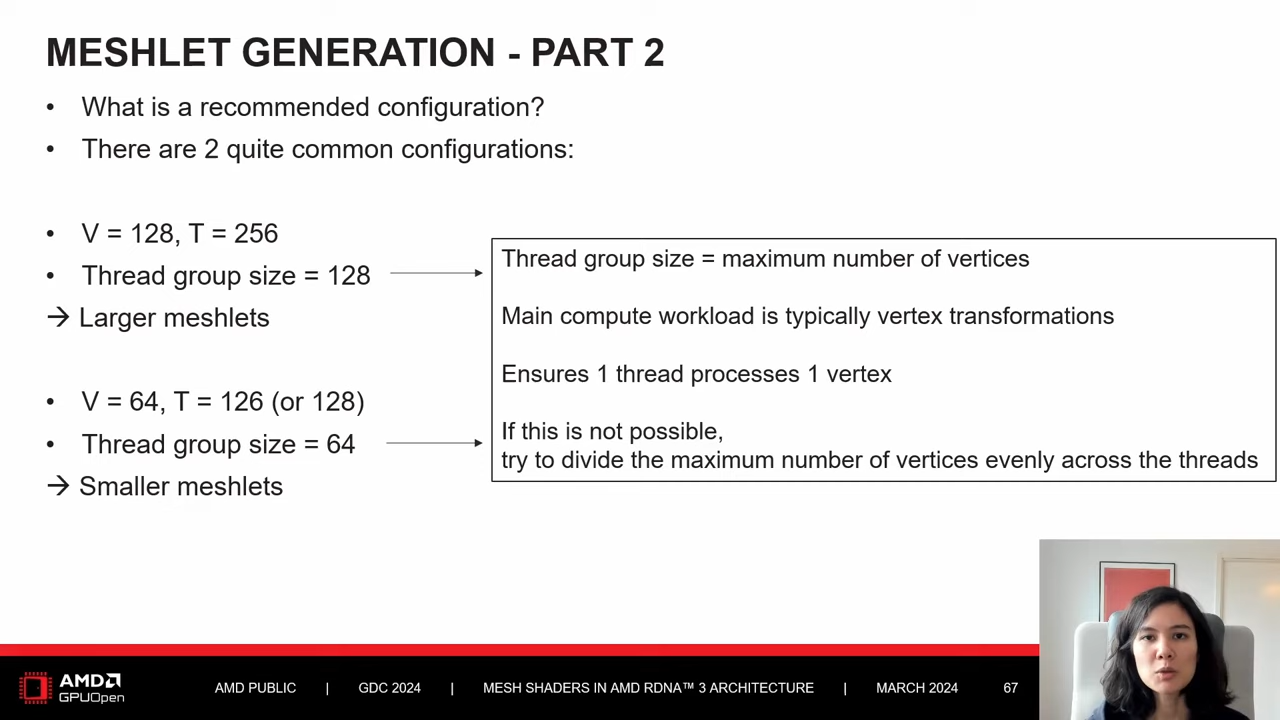 MESHLET GENERATION - PART 2
• What is a recommended configuration?
• There are 2 quite common configurations:
• V = 128, T = 256
• Thread group size = 128
→ Larger meshlets
• V = 64, T = 126 (or 128)
• Thread group size = 64
→ Smaller meshlets
Thread group size = maximum number of vertices
Main compute workload is typically vertex transformations
Ensures 1 thread processes 1 vertex
If this is not possible,
try to divide the maximum number of vertices evenly across the threads
AMD
GPUOpen
AMD PUBLIC | GDC 2024 | MESH SHADERS IN AMD RDNA™ 3 ARCHITECTURE | MARCH 2024 67